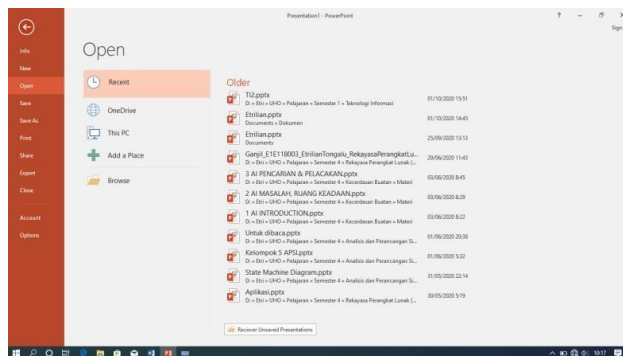 Presentation1 - PowerPoint
?
Sign
Info
New
Open
Save
Save As
Print
Share
Export
Close
Account
Options
Open
Recent
OneDrive
This PC
Add a Place
Browse
Older
TI2.pptx
D: » Etri » UHO » Pelajaran » Semester 1 » Teknologi Informasi
01/10/2020 15:51
Etrilian.pptx
Documents » Dokumen
01/10/2020 14:45
Etrilian.pptx
Documents
25/09/2020 13:13
Ganjil_E1E118003_EtrilianTongalu_RekayasaPerangkatLu...
D: » Etri » UHO » Pelajaran » Semester 4 » Rekayasa Perangkat Lunak (...
29/06/2020 11:43
3 AI PENCARIAN & PELACAKAN.pptx
D: » Etri » UHO » Pelajaran » Semester 4 » Kecerdasan Buatan » Materi
03/06/2020 8:45
2 AI MASALAH, RUANG KEADAAN.pptx
D: » Etri » UHO » Pelajaran » Semester 4 » Kecerdasan Buatan » Materi
03/06/2020 8:29
1 AI INTRODUCTION.pptx
D: » Etri » UHO » Pelajaran » Semester 4 » Kecerdasan Buatan » Materi
03/06/2020 8:22
Untuk dibaca.pptx
D: » Etri » UHO » Pelajaran » Semester 4 » Analisis dan Perancangan Si...
01/06/2020 20:38
Kelompok 5 APSI.pptx
D: » Etri » UHO » Pelajaran » Semester 4 » Analisis dan Perancangan Si...
01/06/2020 5:32
State Machine Diagram.pptx
D: » Etri » UHO » Pelajaran » Semester 4 » Analisis dan Perancangan Si...
31/05/2020 22:14
Aplikasi.pptx
D: » Etri » UHO » Pelajaran » Semester 4 » Rekayasa Perangkat Lunak (...
30/05/2020 5:19
Recover Unsaved Presentations
10:17